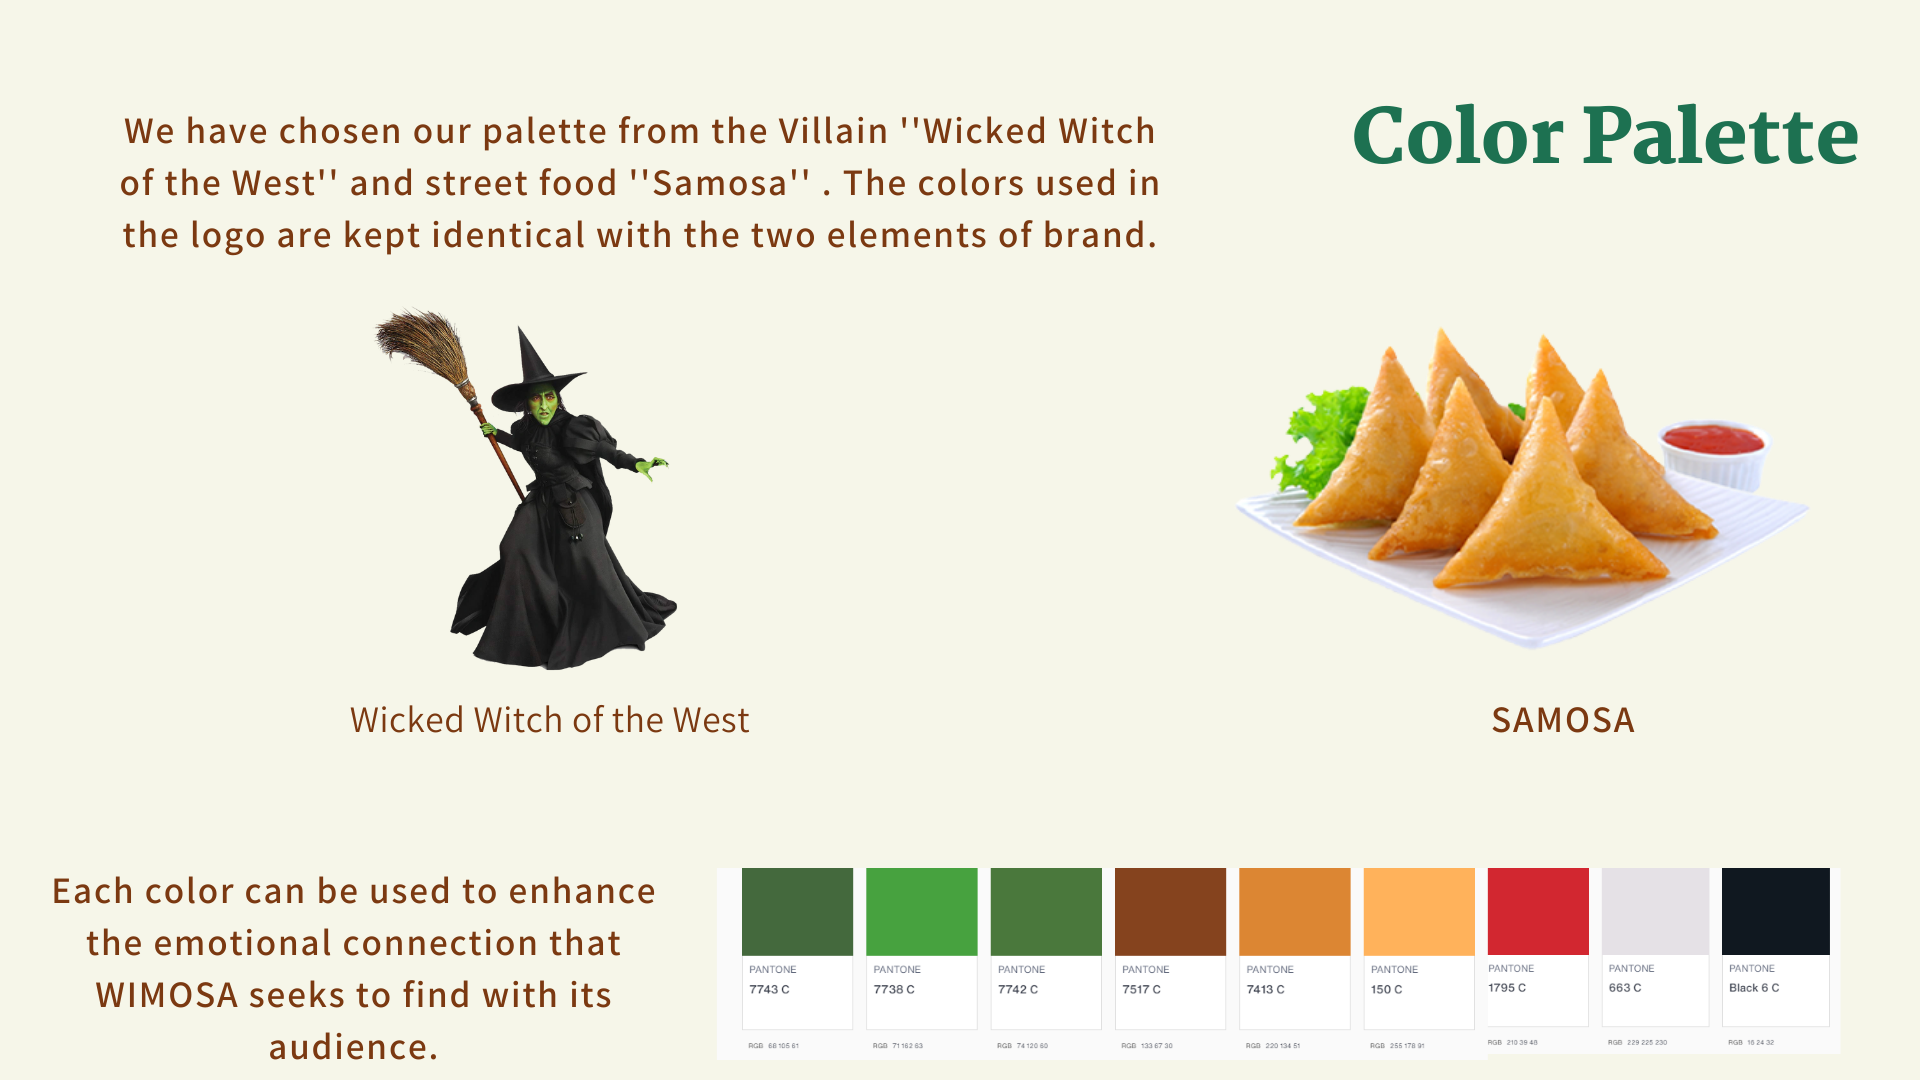 We have chosen our palette from the Villain ''Wicked Witch
of the West'' and street food ''Samosa'' . The colors used in
the logo are kept identical with the two elements of brand.
Color Palette
Wicked Witch of the West
SAMOSA
Each color can be used to enhance
the emotional connection that
WIMOSA seeks to find with its
audience.
PANTONE
7743 C
RGB 68 105 61
PANTONE
7738 C
RGB 71 162 63
PANTONE
7742 C
RGB 74 120 60
PANTONE
7517 C
RGB 133 67 30
PANTONE
7413 C
RGB 220 134 51
PANTONE
150 C
RGB 255 178 91
PANTONE
1795 C
RGB 210 38 48
PANTONE
663 C
RGB 229 225 230
PANTONE
Black 6 C
RGB 16 24 32